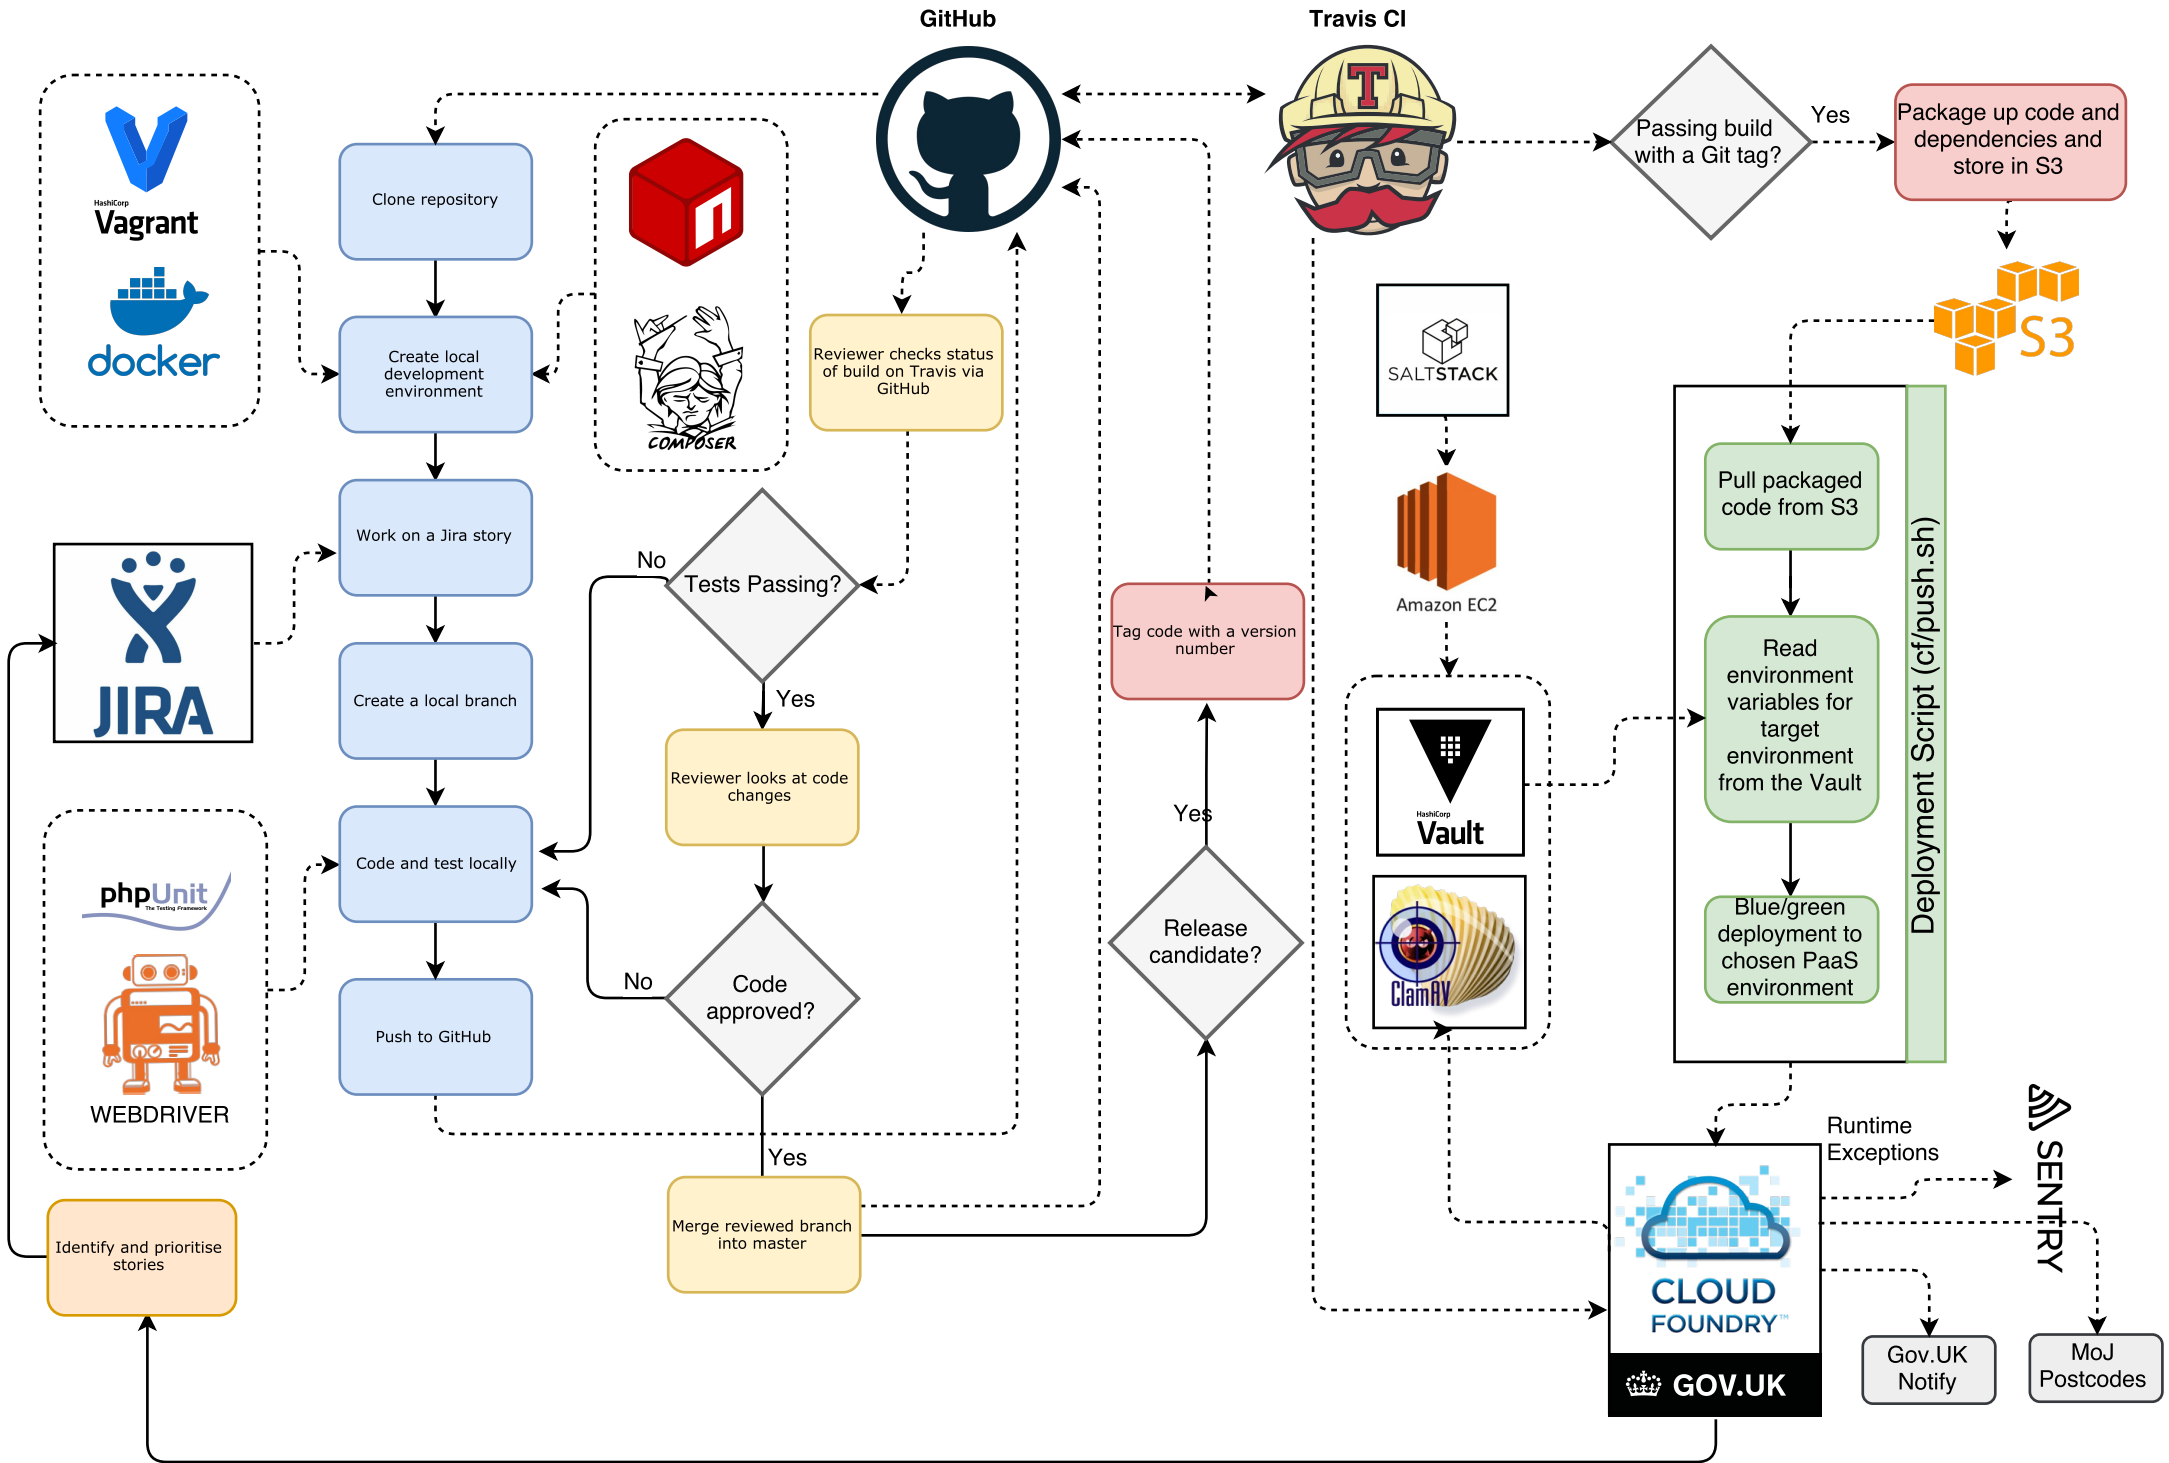 GitHub
Travis CI
T
HashiCorp
Vagrant
docker
Clone repository
n
COMPOSER
Create local
development
environment
Reviewer checks status
of build on Travis via
GitHub
Passing build
with a Git tag?
Yes
Package up code and
dependencies and
store in S3
S3
SALTSTACK
Amazon EC2
Work on a Jira story
JIRA
Create a local branch
No
Tests Passing?
Yes
Reviewer looks at code
changes
Tag code with a version
number
Yes
Release
candidate?
HashiCorp
Vault
ClamAV
Pull packaged
code from S3
Read
environment
variables for
target
environment
from the Vault
Blue/green
deployment to
chosen PaaS
environment
Deployment Script (cf/push.sh)
phpUnit
The Testing Framework
WEBDRIVER
Code and test locally
No
Code
approved?
Push to GitHub
Yes
Merge reviewed branch
into master
Identify and prioritise
stories
Runtime
Exceptions
SENTRY
CLOUD
FOUNDRY™
GOV.UK
Gov.UK
Notify
MoJ
Postcodes